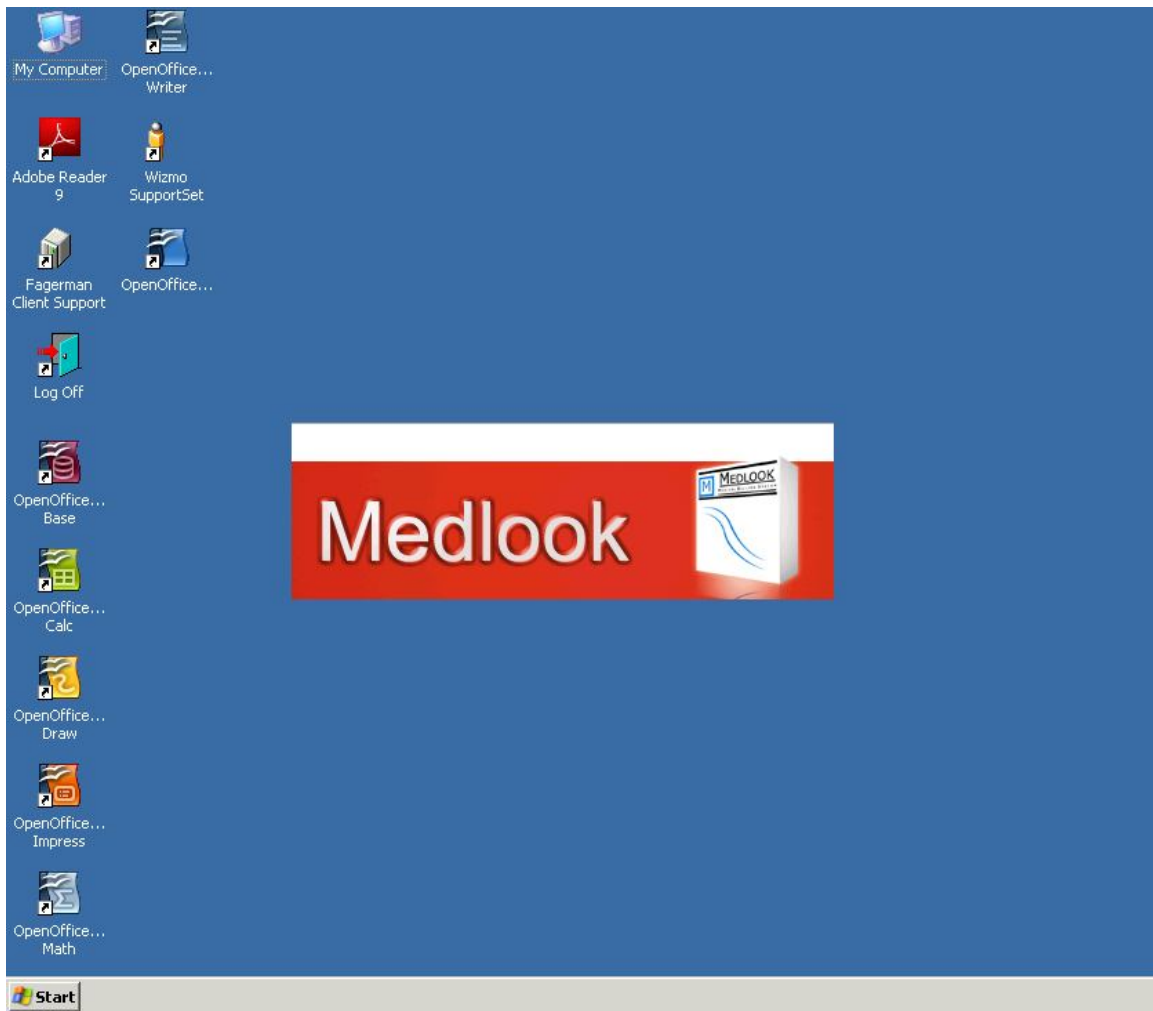 My Computer
OpenOffice...
Writer
Adobe Reader
9
Wizmo
SupportSet
Fagerman
Client Support
OpenOffice...
Log Off
OpenOffice...
Base
OpenOffice...
Calc
OpenOffice...
Draw
OpenOffice...
Impress
OpenOffice...
Math
Medlook
M MEDLOOK
Start